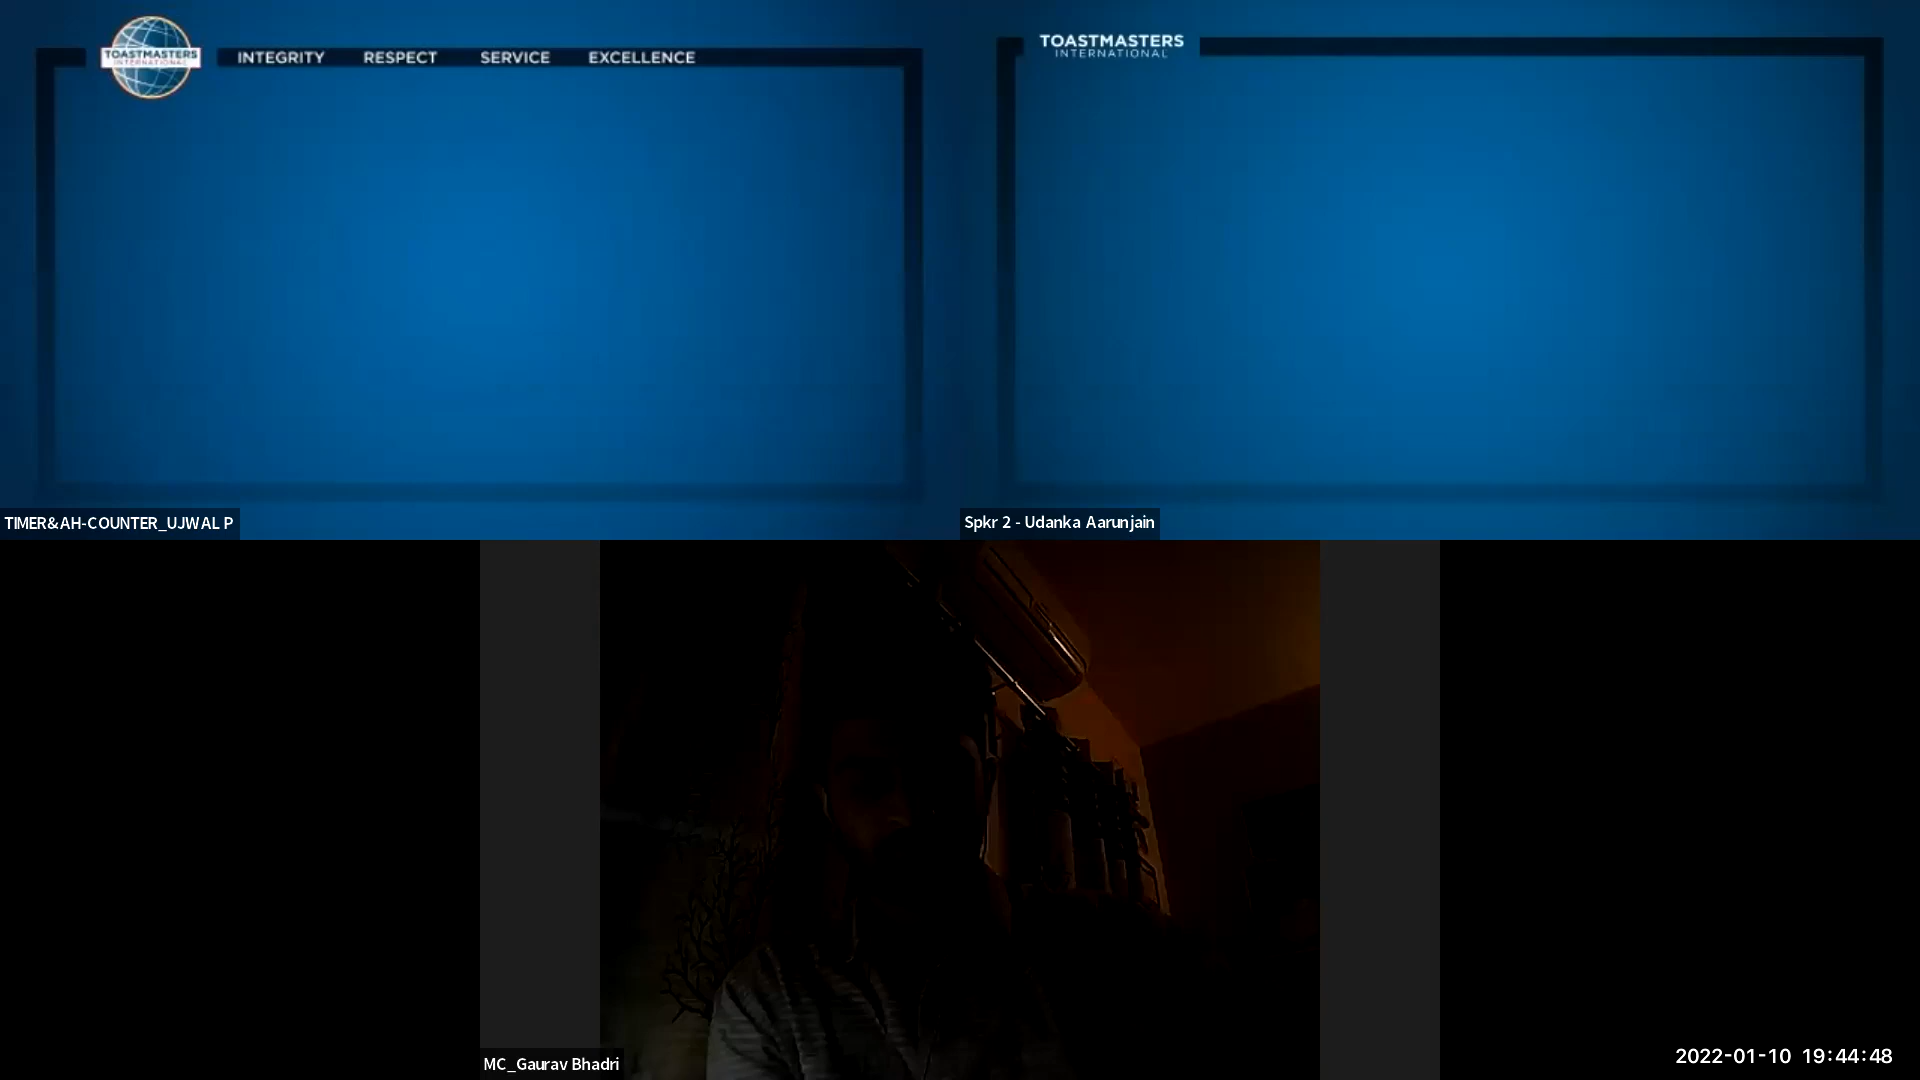 TOASTMASTERS
INTERNATIONAL
INTEGRITY RESPECT SERVICE EXCELLENCE
TOASTMASTERS
INTERNATIONAL
TIMER&AH-COUNTER_UJWAL P
Spkr 2 - Udanka Aarunjain
MC_Gaurav Bhadri
2022-01-10 19:44:48